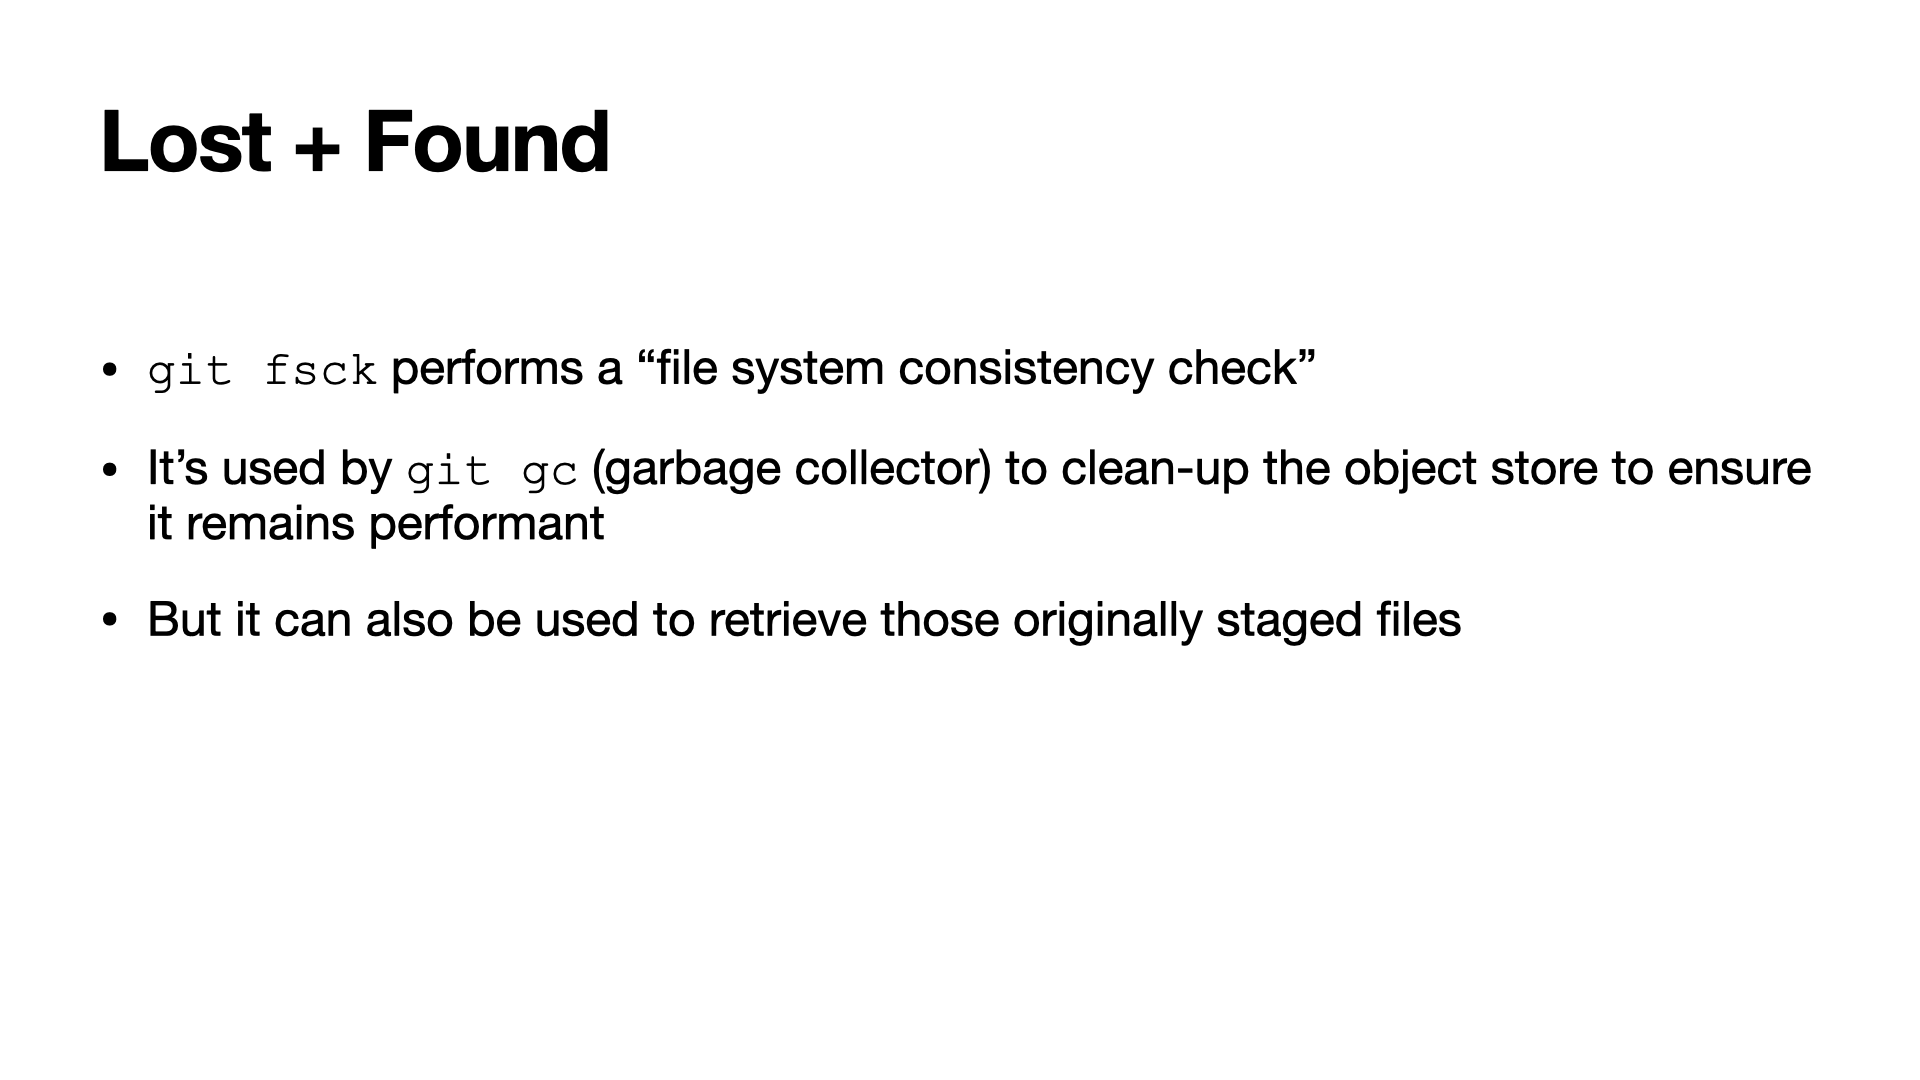 Lost + Found
• git fsck performs a “file system consistency check”
• It’s used by git gc (garbage collector) to clean-up the object store to ensure
it remains performant
• But it can also be used to retrieve those originally staged files